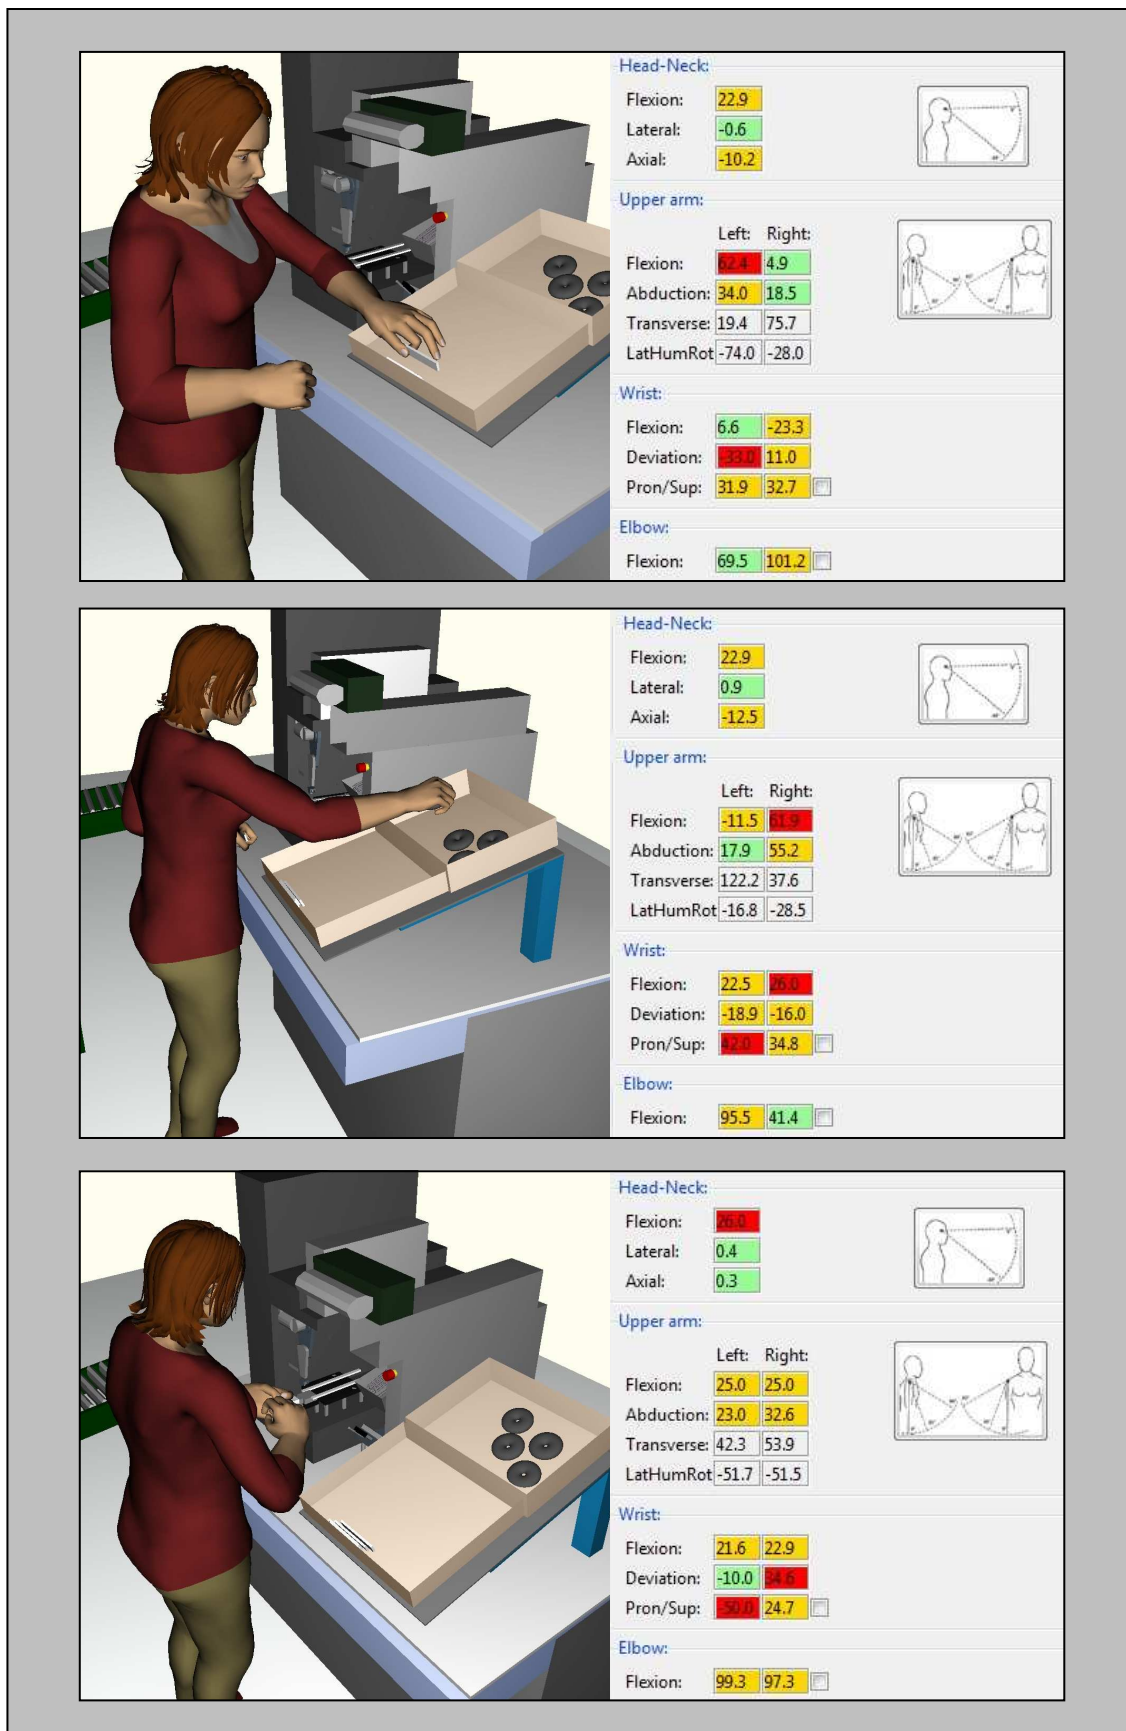 Head-Neck:
Flexion: 22.9
Lateral: -0.6
Axial: -10.2
Upper arm:
Left: Right:
Flexion: 62.4 4.9
Abduction: 34.0 18.5
Transverse: 19.4 75.7
LatHumRot -74.0 -28.0
Wrist:
Flexion: 6.6 -23.3
Deviation: -33.0 11.0
Pron/Sup: 31.9 32.7
Elbow:
Flexion: 69.5 101.2
Head-Neck:
Flexion: 22.9
Lateral: 0.9
Axial: -12.5
Upper arm:
Left: Right:
Flexion: -11.5 61.9
Abduction: 17.9 55.2
Transverse: 122.2 37.6
LatHumRot -16.8 -28.5
Wrist:
Flexion: 22.5 26.0
Deviation: -18.9 -16.0
Pron/Sup: 42.0 34.8
Elbow:
Flexion: 95.5 41.4
Head-Neck:
Flexion: 26.0
Lateral: 0.4
Axial: 0.3
Upper arm:
Left: Right:
Flexion: 25.0 25.0
Abduction: 23.0 32.6
Transverse: 42.3 53.9
LatHumRot -51.7 -51.5
Wrist:
Flexion: 21.6 22.9
Deviation: -10.0 34.6
Pron/Sup: -50.0 24.7
Elbow:
Flexion: 99.3 97.3